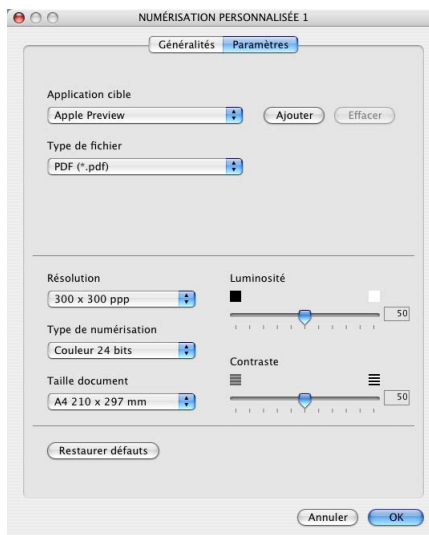 NUMÉRISATION PERSONNALISÉE 1
Généralités Paramètres
Application cible
Apple Preview Ajouter Effacer
Type de fichier
PDF (*.pdf)
Résolution Luminosité
300 x 300 ppp 50
Type de numérisation
Couleur 24 bits
Contraste
Taille document
A4 210 x 297 mm 50
Restaurer défauts
Annuler OK